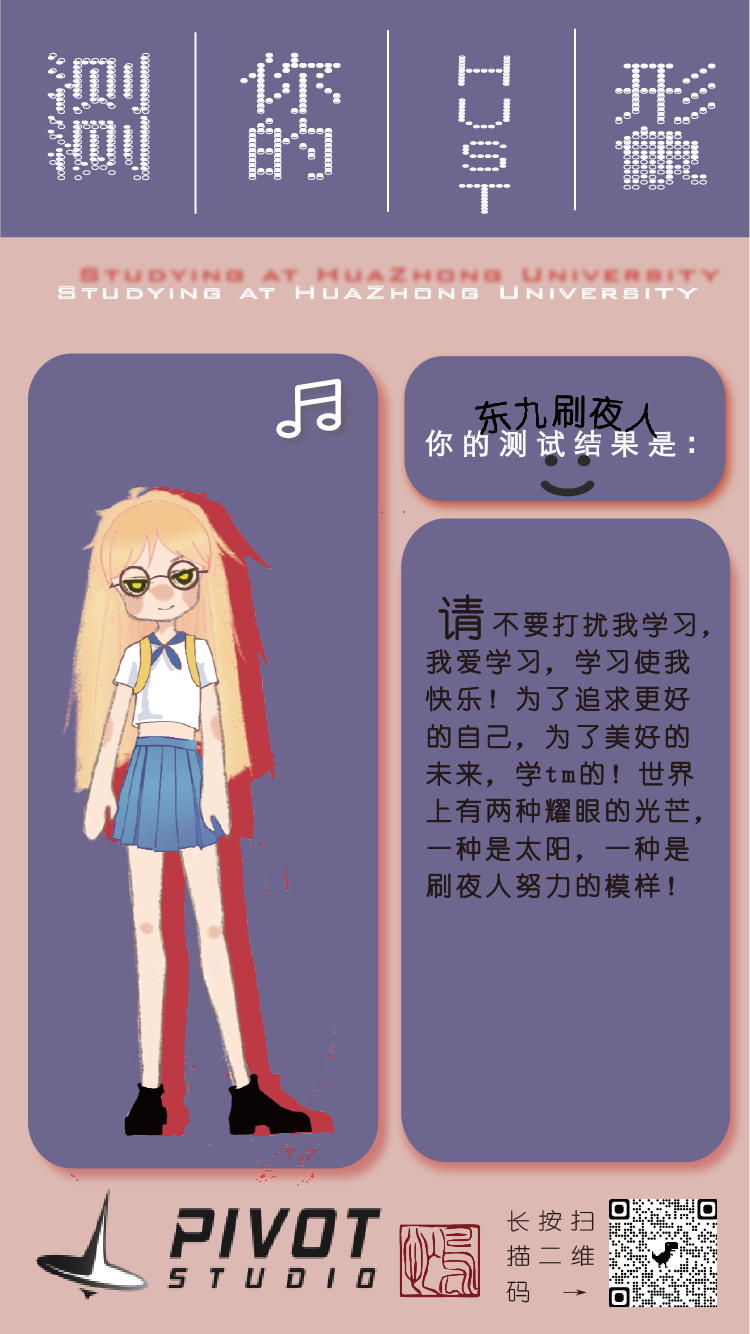 测测
你的
HUST
形象
STUDYING AT HUAZHONG UNIVERSITY
STUDYING AT HUAZHONG UNIVERSITY
东九刷夜人
你的测试结果是：
请不要打扰我学习，
我爱学习，学习使我
快乐！为了追求更好
的自己，为了美好的
未来，学tm的！世界
上有两种耀眼的光芒，
一种是太阳，一种是
刷夜人努力的模样！
PIVOT
STUDIO
长按扫
描二维
码 →